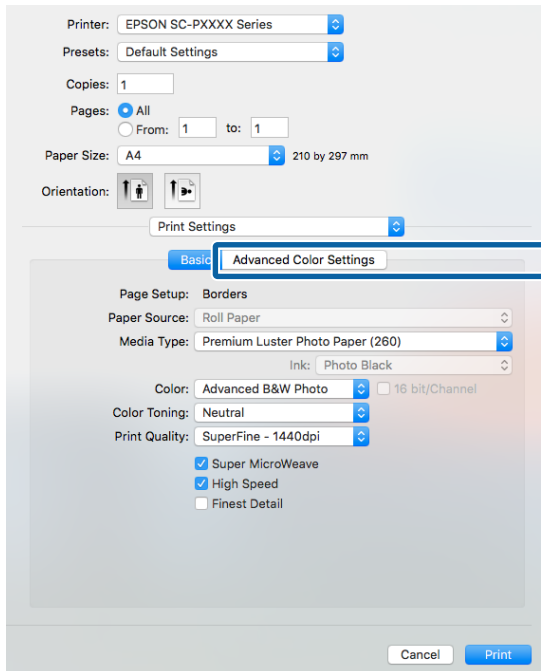 Printer: EPSON SC-PXXXX Series
Presets: Default Settings
Copies: 1
Pages: All
From: 1 to: 1
Paper Size: A4 210 by 297 mm
Orientation:
Print Settings
Basic Advanced Color Settings
Page Setup: Borders
Paper Source: Roll Paper
Media Type: Premium Luster Photo Paper (260)
Ink: Photo Black
Color: Advanced B&W Photo 16 bit/Channel
Color Toning: Neutral
Print Quality: SuperFine - 1440dpi
Super MicroWeave
High Speed
Finest Detail
Cancel Print